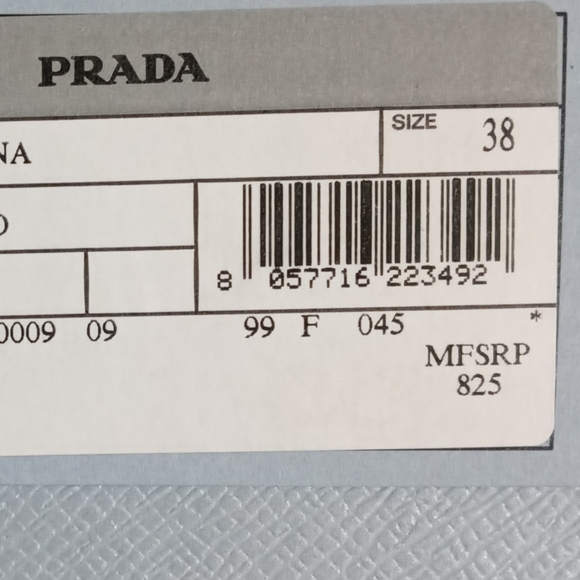 PRADA
NA
SIZE 38
O
8 057716 223492
0009 09 99 F 045 *
MFSRP
825